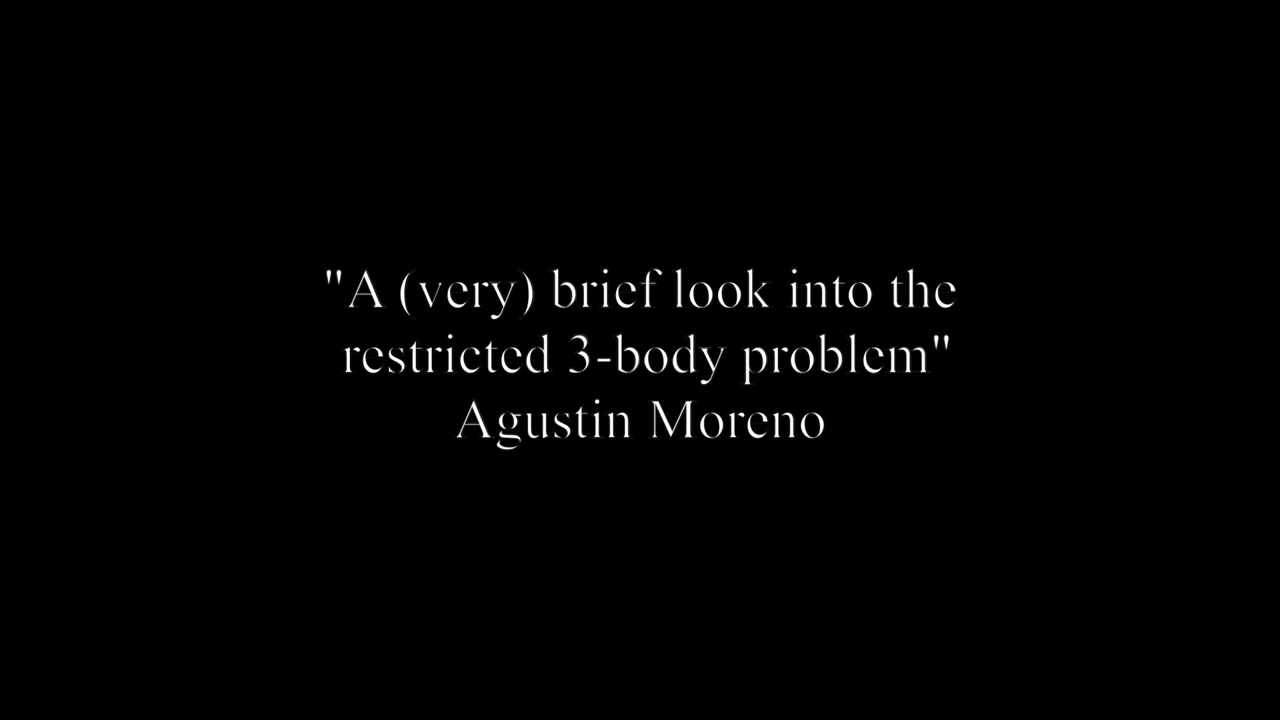 "A (very) brief look into the
restricted 3-body problem"
Agustin Moreno